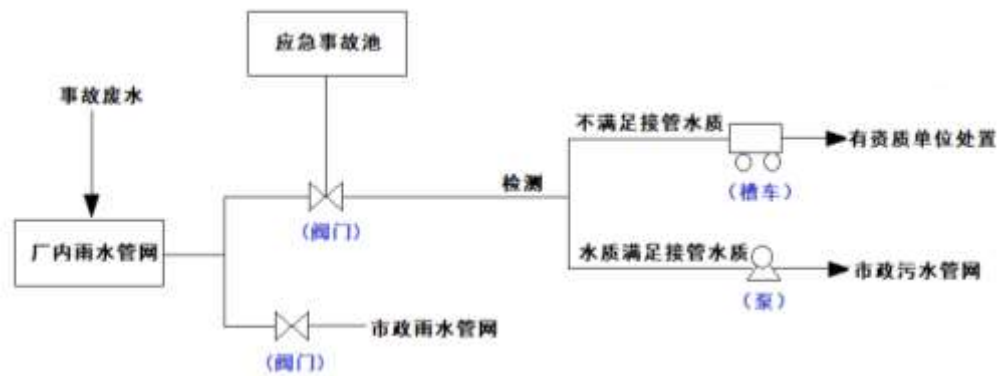 应急事故池
事故废水
不满足接管水质
有资质单位处置
检测
(槽车)
(阀门)
厂内雨水管网
水质满足接管水质
市政污水管网
(泵)
市政雨水管网
(阀门)